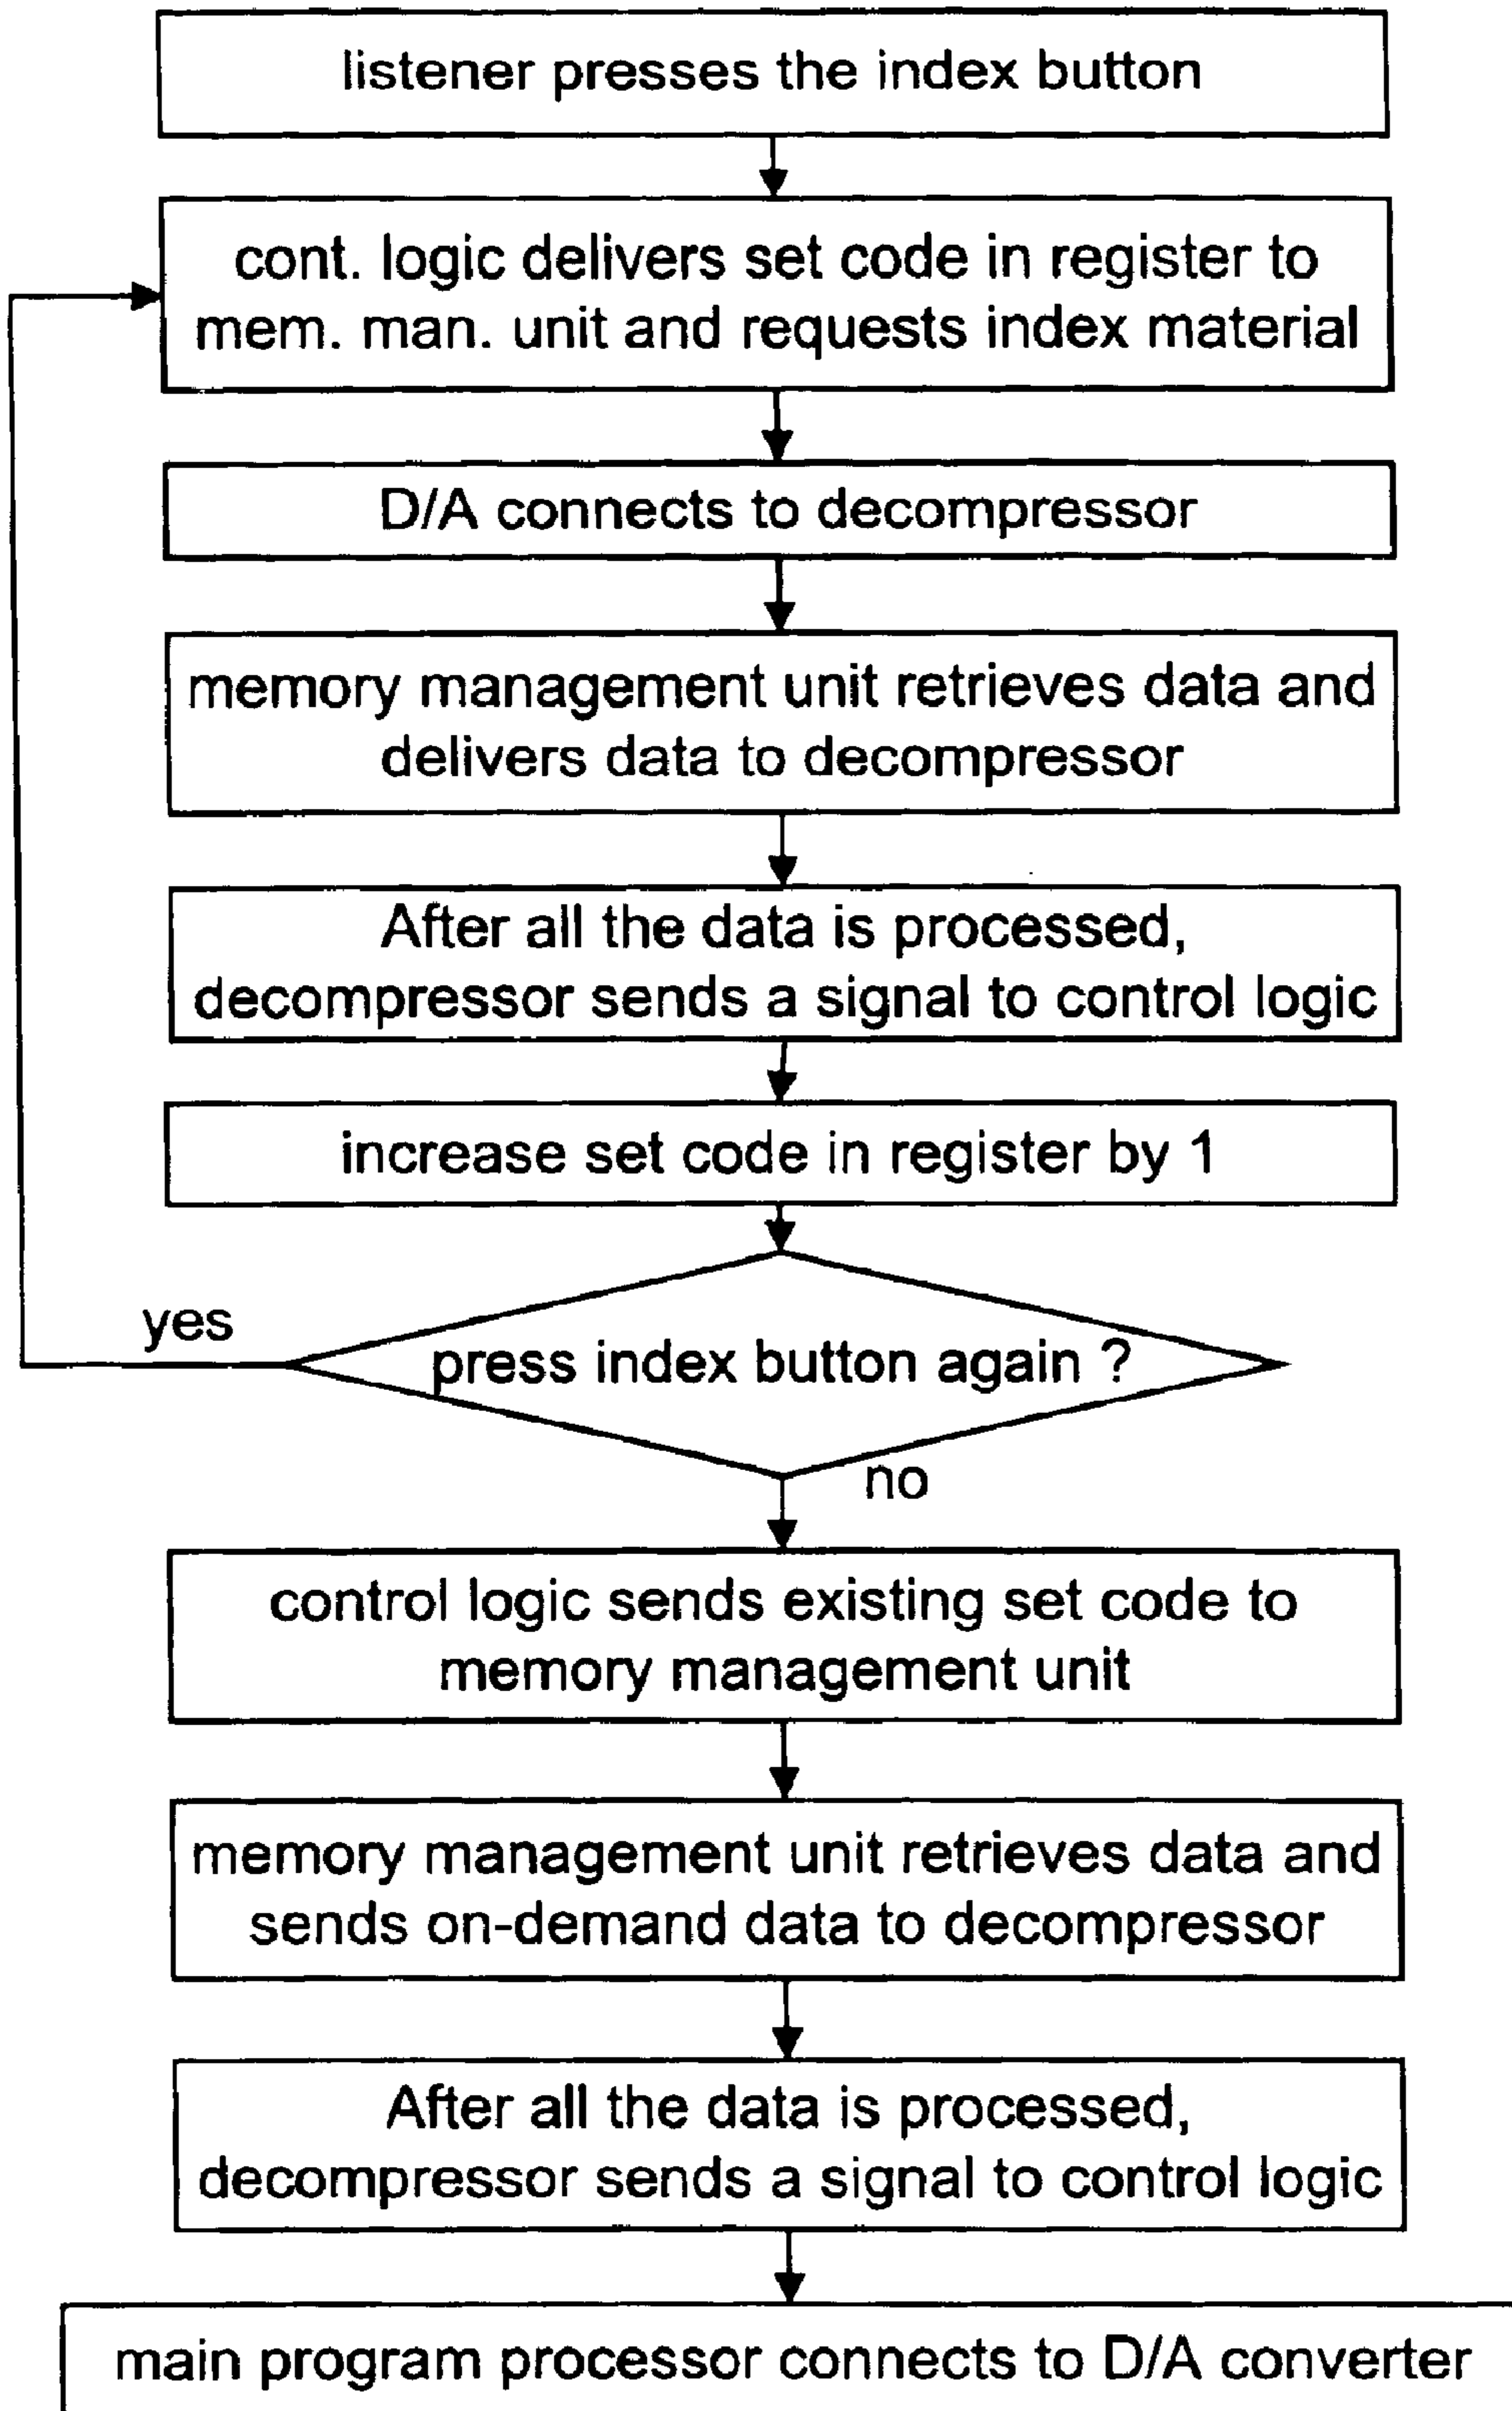 listener presses the index button
cont. logic delivers set code in register to
mem. man. unit and requests index material
D/A connects to decompressor
memory management unit retrieves data and
delivers data to decompressor
After all the data is processed,
decompressor sends a signal to control logic
increase set code in register by 1
yes
press index button again ?
no
control logic sends existing set code to
memory management unit
memory management unit retrieves data and
sends on-demand data to decompressor
After all the data is processed,
decompressor sends a signal to control logic
main program processor connects to D/A converter